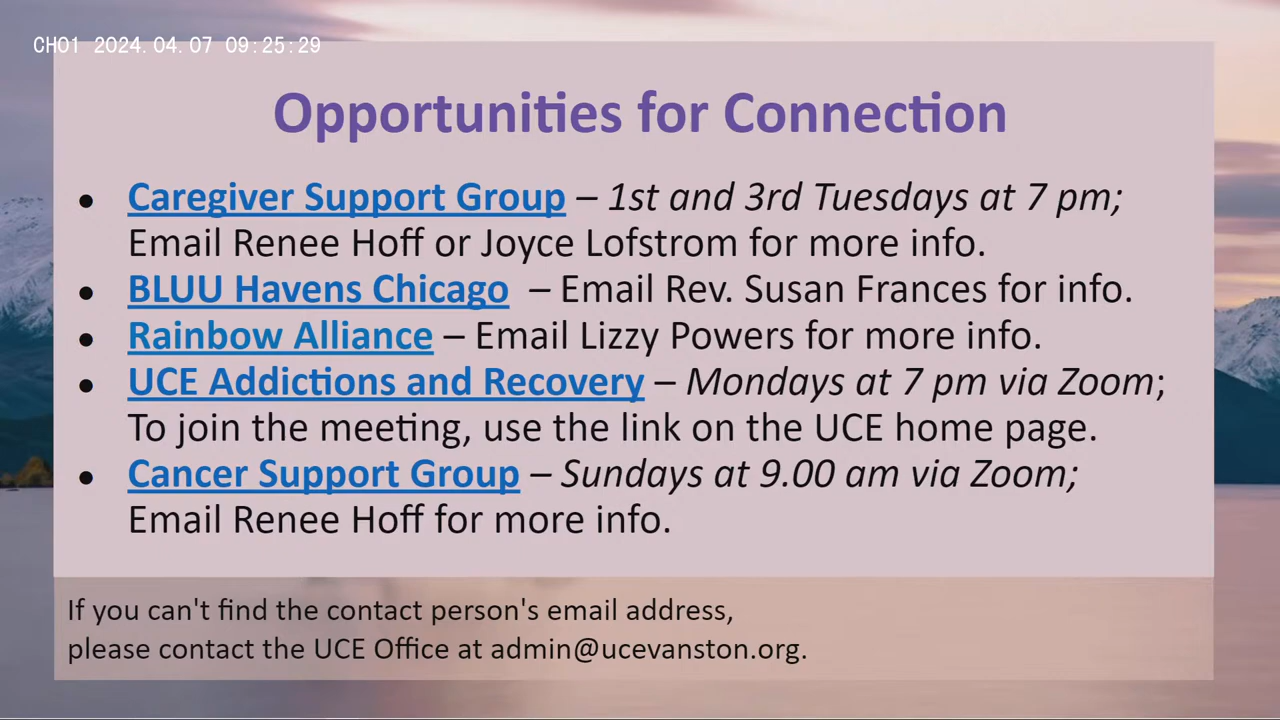 CH01 2024.04.07 09:25:29
Opportunities for Connection
• Caregiver Support Group – 1st and 3rd Tuesdays at 7 pm;
Email Renee Hoff or Joyce Lofstrom for more info.
• BLUU Havens Chicago – Email Rev. Susan Frances for info.
• Rainbow Alliance – Email Lizzy Powers for more info.
• UCE Addictions and Recovery – Mondays at 7 pm via Zoom;
To join the meeting, use the link on the UCE home page.
• Cancer Support Group – Sundays at 9.00 am via Zoom;
Email Renee Hoff for more info.
If you can't find the contact person's email address,
please contact the UCE Office at admin@ucevanston.org.